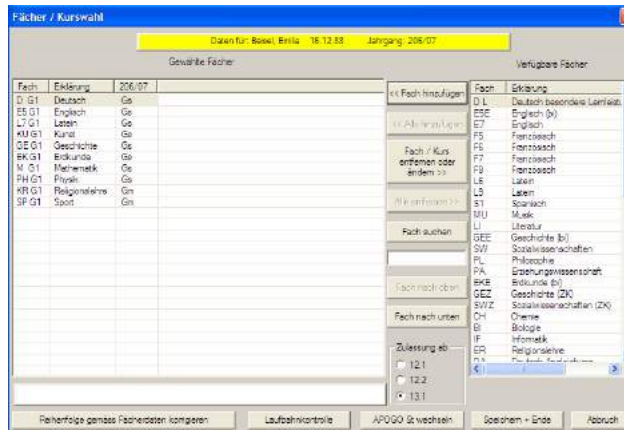 Fächer / Kurswahl
Daten für: Beisel, Emilia 16.12.88 Jahrgang: 206/07
Gewählte Fächer
Verfügbare Fächer
Fach Erklärung 206/07
D G1 Deutsch Gs
E5 G1 Englisch Gs
L7 G1 Latein Gs
KU G1 Kunst Gs
GE G1 Geschichte Gs
EK G1 Erdkunde Gs
M G1 Mathematik Gs
PH G1 Physik Gs
KR G1 Religionslehre Gm
SP G1 Sport Gm
<< Fach hinzufügen
<< Alle hinzufügen
Fach / Kurs
entfernen oder
ändern >>
Alle entfernen >>
Fach suchen
Fach nach oben
Fach nach unten
Zulassung ab
12.1
12.2
13.1
Fach Erklärung
D L Deutsch besondere Lernleist
E5E Englisch (bi)
E7 Englisch
F5 Französisch
F6 Französisch
F7 Französisch
F9 Französisch
L6 Latein
L9 Latein
S1 Spanisch
MU Musik
LI Literatur
GEE Geschichte (bi)
SW Sozialwissenschaften
PL Philosophie
PA Erziehungswissenschaft
EKE Erdkunde (bi)
GEZ Geschichte (ZK)
SWZ Sozialwissenschaften (ZK)
CH Chemie
BI Biologie
IF Informatik
ER Religionslehre
Reihenfolge gemäss Fächerdaten korrigieren
Laufbahnkontrolle
APOGO St wechseln
Speichern + Ende
Abbruch